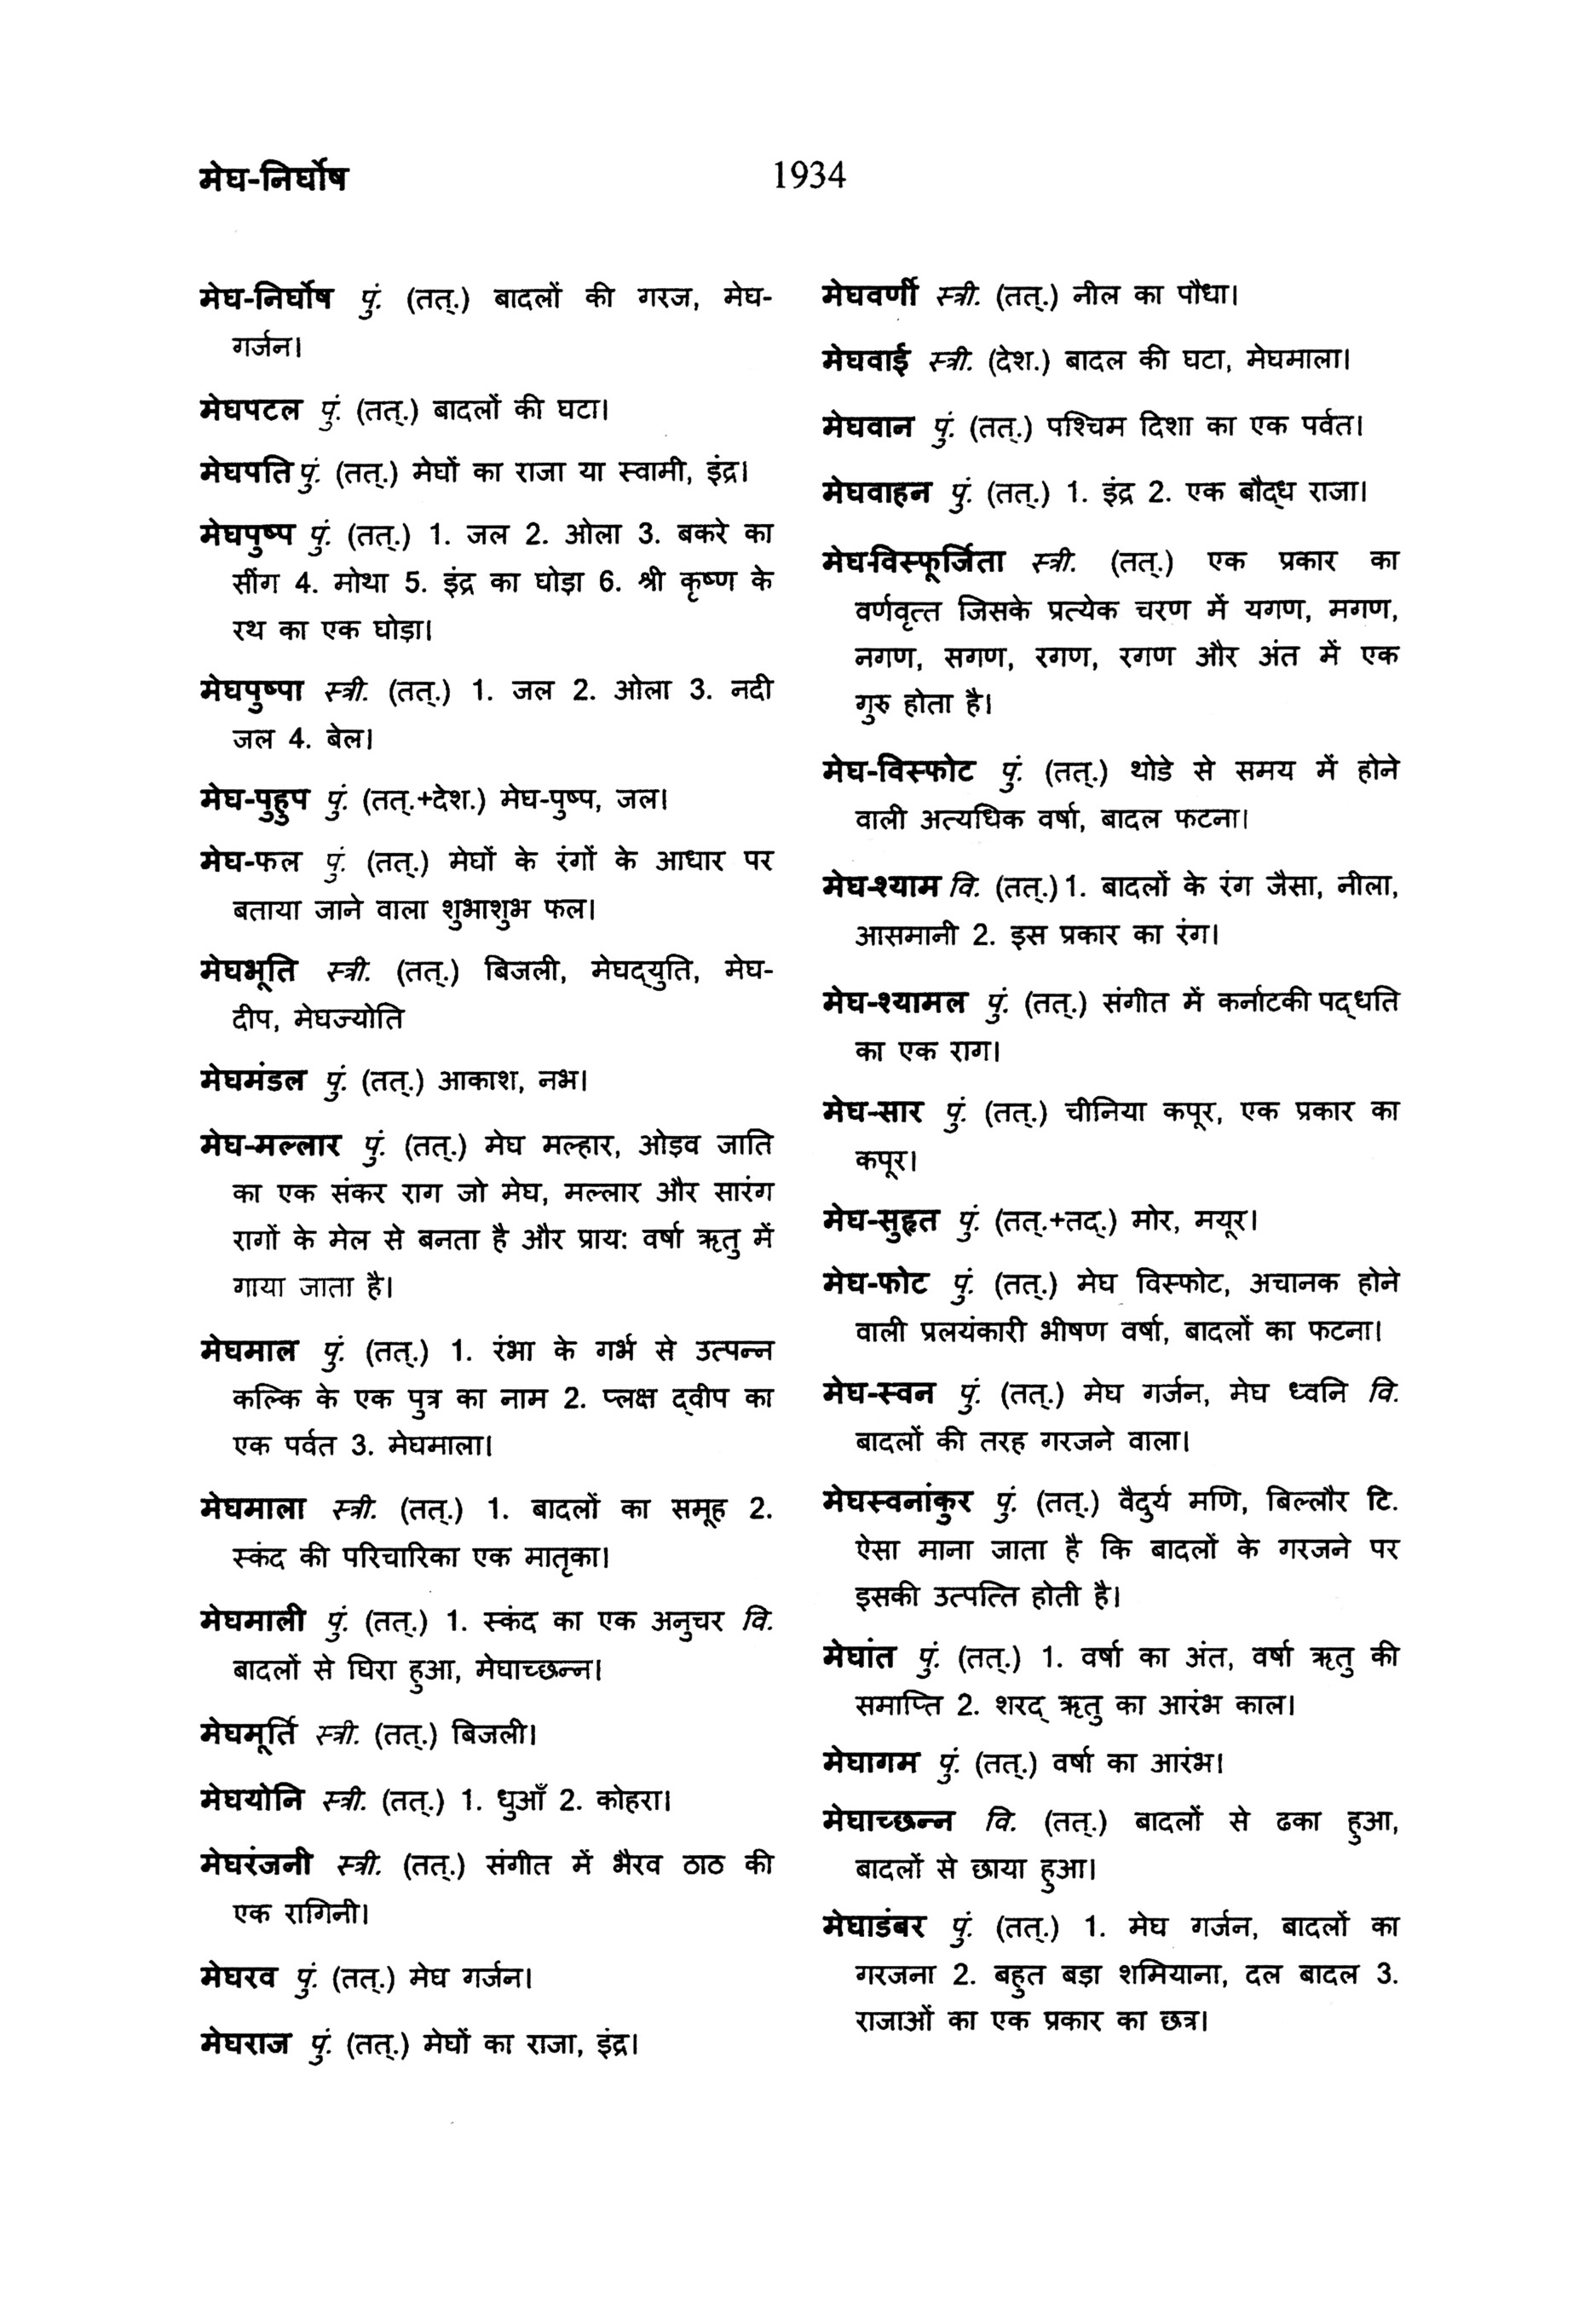 मेघ-निर्घोष 1934
मेघ-निर्घोष पुं. (तत्.) बादलों की गरज, मेघ-
गर्जन।
मेघपटल पुं. (तत्.) बादलों की घटा।
मेघपति पुं. (तत्.) मेघों का राजा या स्वामी, इंद्र।
मेघपुष्प पुं. (तत्.) 1. जल 2. ओला 3. बकरे का
सींग 4. मोथा 5. इंद्र का घोड़ा 6. श्री कृष्ण के
रथ का एक घोड़ा।
मेघपुष्पा स्त्री. (तत्.) 1. जल 2. ओला 3. नदी
जल 4. बेल।
मेघ-पुहुप पुं. (तत्.+देश.) मेघ-पुष्प, जल।
मेघ-फल पुं. (तत्.) मेघों के रंगों के आधार पर
बताया जाने वाला शुभाशुभ फल।
मेघभूति स्त्री. (तत्.) बिजली, मेघद्युति, मेघ-
दीप, मेघज्योति
मेघमंडल पुं. (तत्.) आकाश, नभ।
मेघ-मल्लार पुं. (तत्.) मेघ मल्हार, ओड़व जाति
का एक संकर राग जो मेघ, मल्लार और सारंग
रागों के मेल से बनता है और प्राय: वर्षा ऋतु में
गाया जाता है।
मेघमाल पुं. (तत्.) 1. रंभा के गर्भ से उत्पन्न
कल्कि के एक पुत्र का नाम 2. प्लक्ष द्वीप का
एक पर्वत 3. मेघमाला।
मेघमाला स्त्री. (तत्.) 1. बादलों का समूह 2.
स्कंद की परिचारिका एक मातृका।
मेघमाली पुं. (तत्.) 1. स्कंद का एक अनुचर वि.
बादलों से घिरा हुआ, मेघाच्छन्न।
मेघमूर्ति स्त्री. (तत्.) बिजली।
मेघयोनि स्त्री. (तत्.) 1. धुआँ 2. कोहरा।
मेघरंजनी स्त्री. (तत्.) संगीत में भैरव ठाठ की
एक रागिनी।
मेघरव पुं. (तत्.) मेघ गर्जन।
मेघराज पुं. (तत्.) मेघों का राजा, इंद्र।
मेघवर्णी स्त्री. (तत्.) नील का पौधा।
मेघवाई स्त्री. (देश.) बादल की घटा, मेघमाला।
मेघवान पुं. (तत्.) पश्चिम दिशा का एक पर्वत।
मेघवाहन पुं. (तत्.) 1. इंद्र 2. एक बौद्ध राजा।
मेघ-विस्फूर्जिता स्त्री. (तत्.) एक प्रकार का
वर्णवृत्त जिसके प्रत्येक चरण में यगण, मगण,
नगण, सगण, रगण, रगण और अंत में एक
गुरु होता है।
मेघ-विस्फोट पुं. (तत्.) थोडे से समय में होने
वाली अत्यधिक वर्षा, बादल फटना।
मेघ-श्याम वि. (तत्.) 1. बादलों के रंग जैसा, नीला,
आसमानी 2. इस प्रकार का रंग।
मेघ-श्यामल पुं. (तत्.) संगीत में कर्नाटकी पद्धति
का एक राग।
मेघ-सार पुं. (तत्.) चीनिया कपूर, एक प्रकार का
कपूर।
मेघ-सुहृत पुं. (तत्.+तद्.) मोर, मयूर।
मेघ-फोट पुं. (तत्.) मेघ विस्फोट, अचानक होने
वाली प्रलयंकारी भीषण वर्षा, बादलों का फटना।
मेघ-स्वन पुं. (तत्.) मेघ गर्जन, मेघ ध्वनि वि.
बादलों की तरह गरजने वाला।
मेघस्वनांकुर पुं. (तत्.) वैदुर्य मणि, बिल्लौर टि.
ऐसा माना जाता है कि बादलों के गरजने पर
इसकी उत्पत्ति होती है।
मेघांत पुं. (तत्.) 1. वर्षा का अंत, वर्षा ऋतु की
समाप्ति 2. शरद् ऋतु का आरंभ काल।
मेघागम पुं. (तत्.) वर्षा का आरंभ।
मेघाच्छन्न वि. (तत्.) बादलों से ढका हुआ,
बादलों से छाया हुआ।
मेघाडंबर पुं. (तत्.) 1. मेघ गर्जन, बादलों का
गरजना 2. बहुत बड़ा शमियाना, दल बादल 3.
राजाओं का एक प्रकार का छत्र।